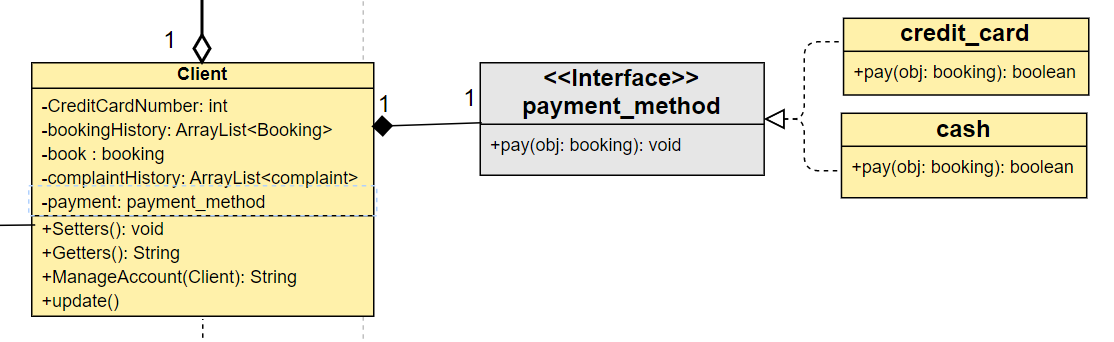 1
Client
-CreditCardNumber: int
-bookingHistory: ArrayList<Booking>
-book : booking
-complaintHistory: ArrayList<complaint>
-payment: payment_method
+Setters(): void
+Getters(): String
+ManageAccount(Client): String
+update()
1
1
<<Interface>>
payment_method
+pay(obj: booking): void
credit_card
+pay(obj: booking): boolean
cash
+pay(obj: booking): boolean